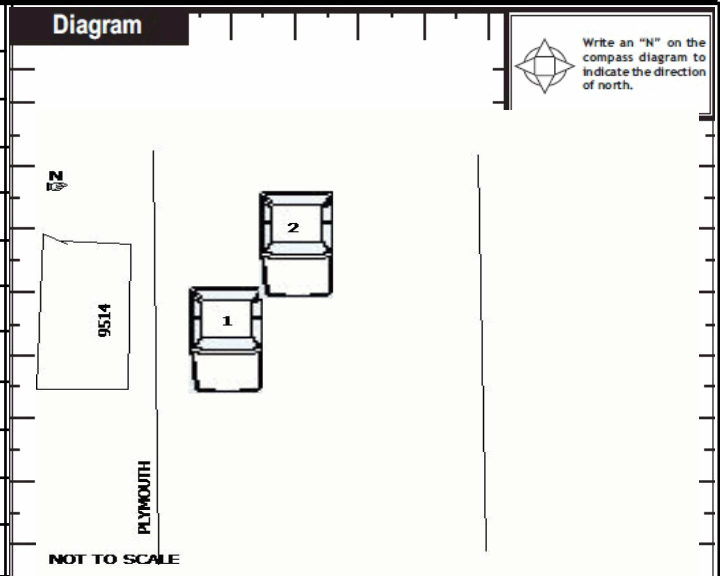 Diagram
Write an “N” on the
compass diagram to
indicate the direction
of north.
N
2
1
9514
PLYMOUTH
NOT TO SCALE